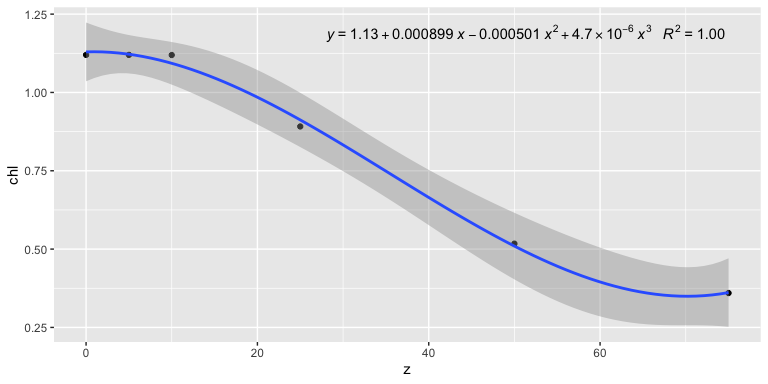 1.25
y = 1.13 + 0.000899 x − 0.000501 x² + 4.7 × 10⁻⁶ x³ R² = 1.00
1.00
chl
0.75
0.50
0.25
0 20 40 60
z